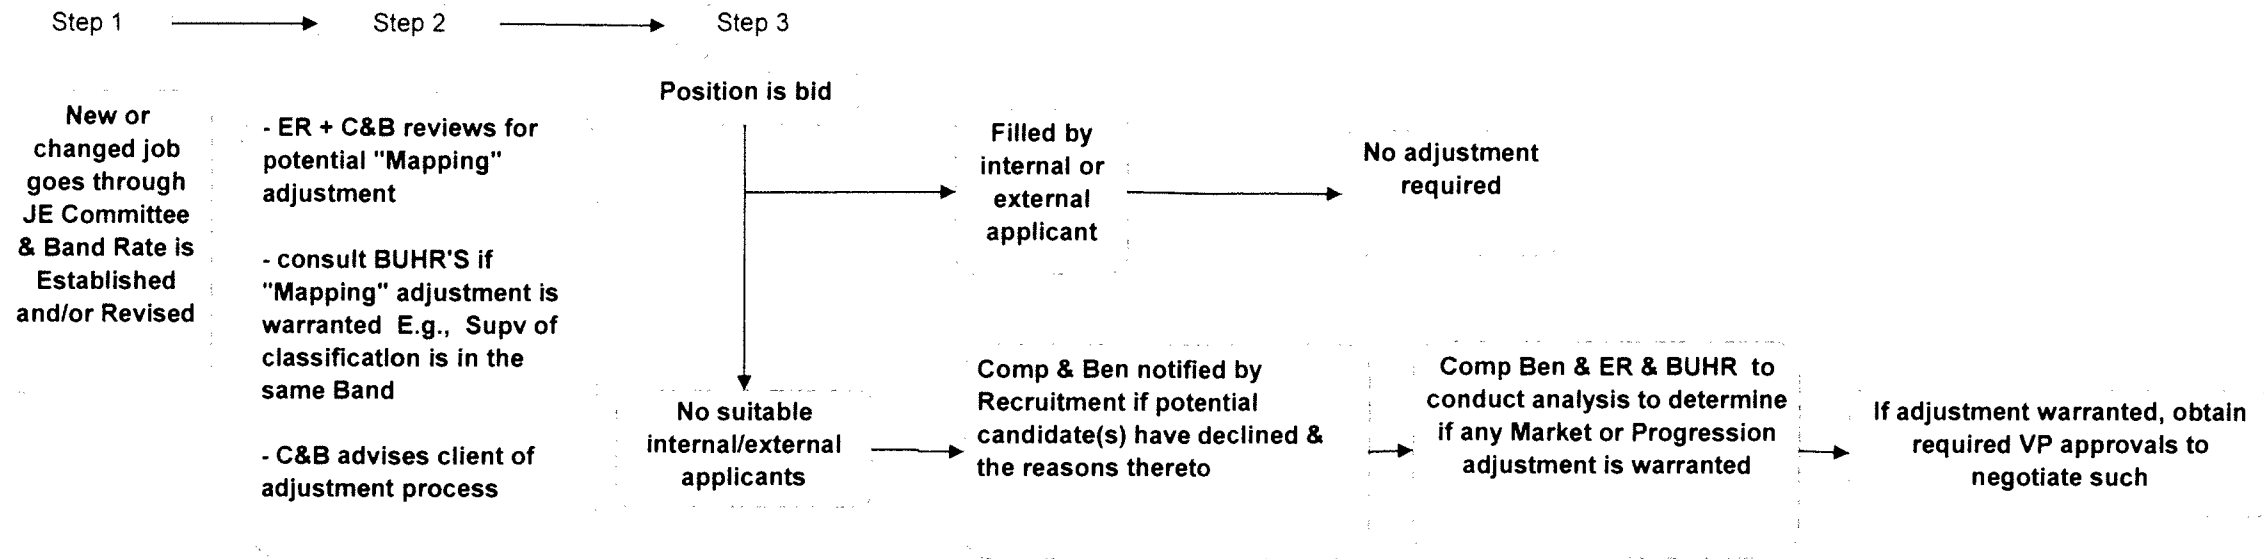 Step 1
Step 2
Step 3
New or
changed job
goes through
JE Committee
& Band Rate is
Established
and/or Revised
- ER + C&B reviews for
potential "Mapping"
adjustment
- consult BUHR'S if
"Mapping" adjustment is
warranted E.g., Supv of
classification is in the
same Band
- C&B advises client of
adjustment process
Position is bid
Filled by
internal or
external
applicant
No adjustment
required
No suitable
internal/external
applicants
Comp & Ben notified by
Recruitment if potential
candidate(s) have declined &
the reasons thereto
Comp Ben & ER & BUHR to
conduct analysis to determine
if any Market or Progression
adjustment is warranted
If adjustment warranted, obtain
required VP approvals to
negotiate such